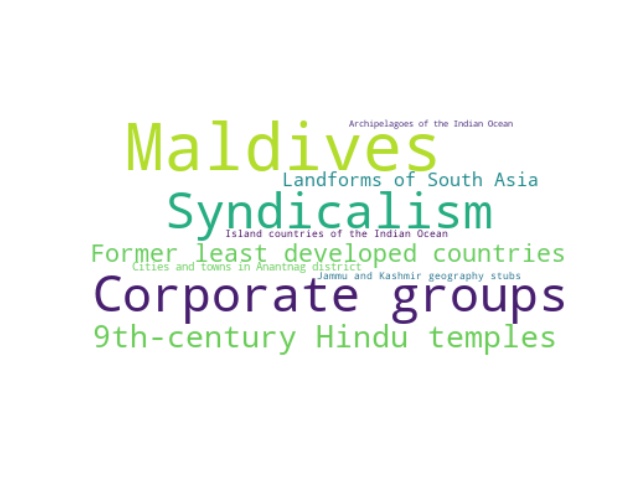 Archipelagoes of the Indian Ocean
Maldives
Landforms of South Asia
Syndicalism
Island countries of the Indian Ocean
Former least developed countries
Cities and towns in Anantnag district
Jammu and Kashmir geography stubs
Corporate groups
9th-century Hindu temples